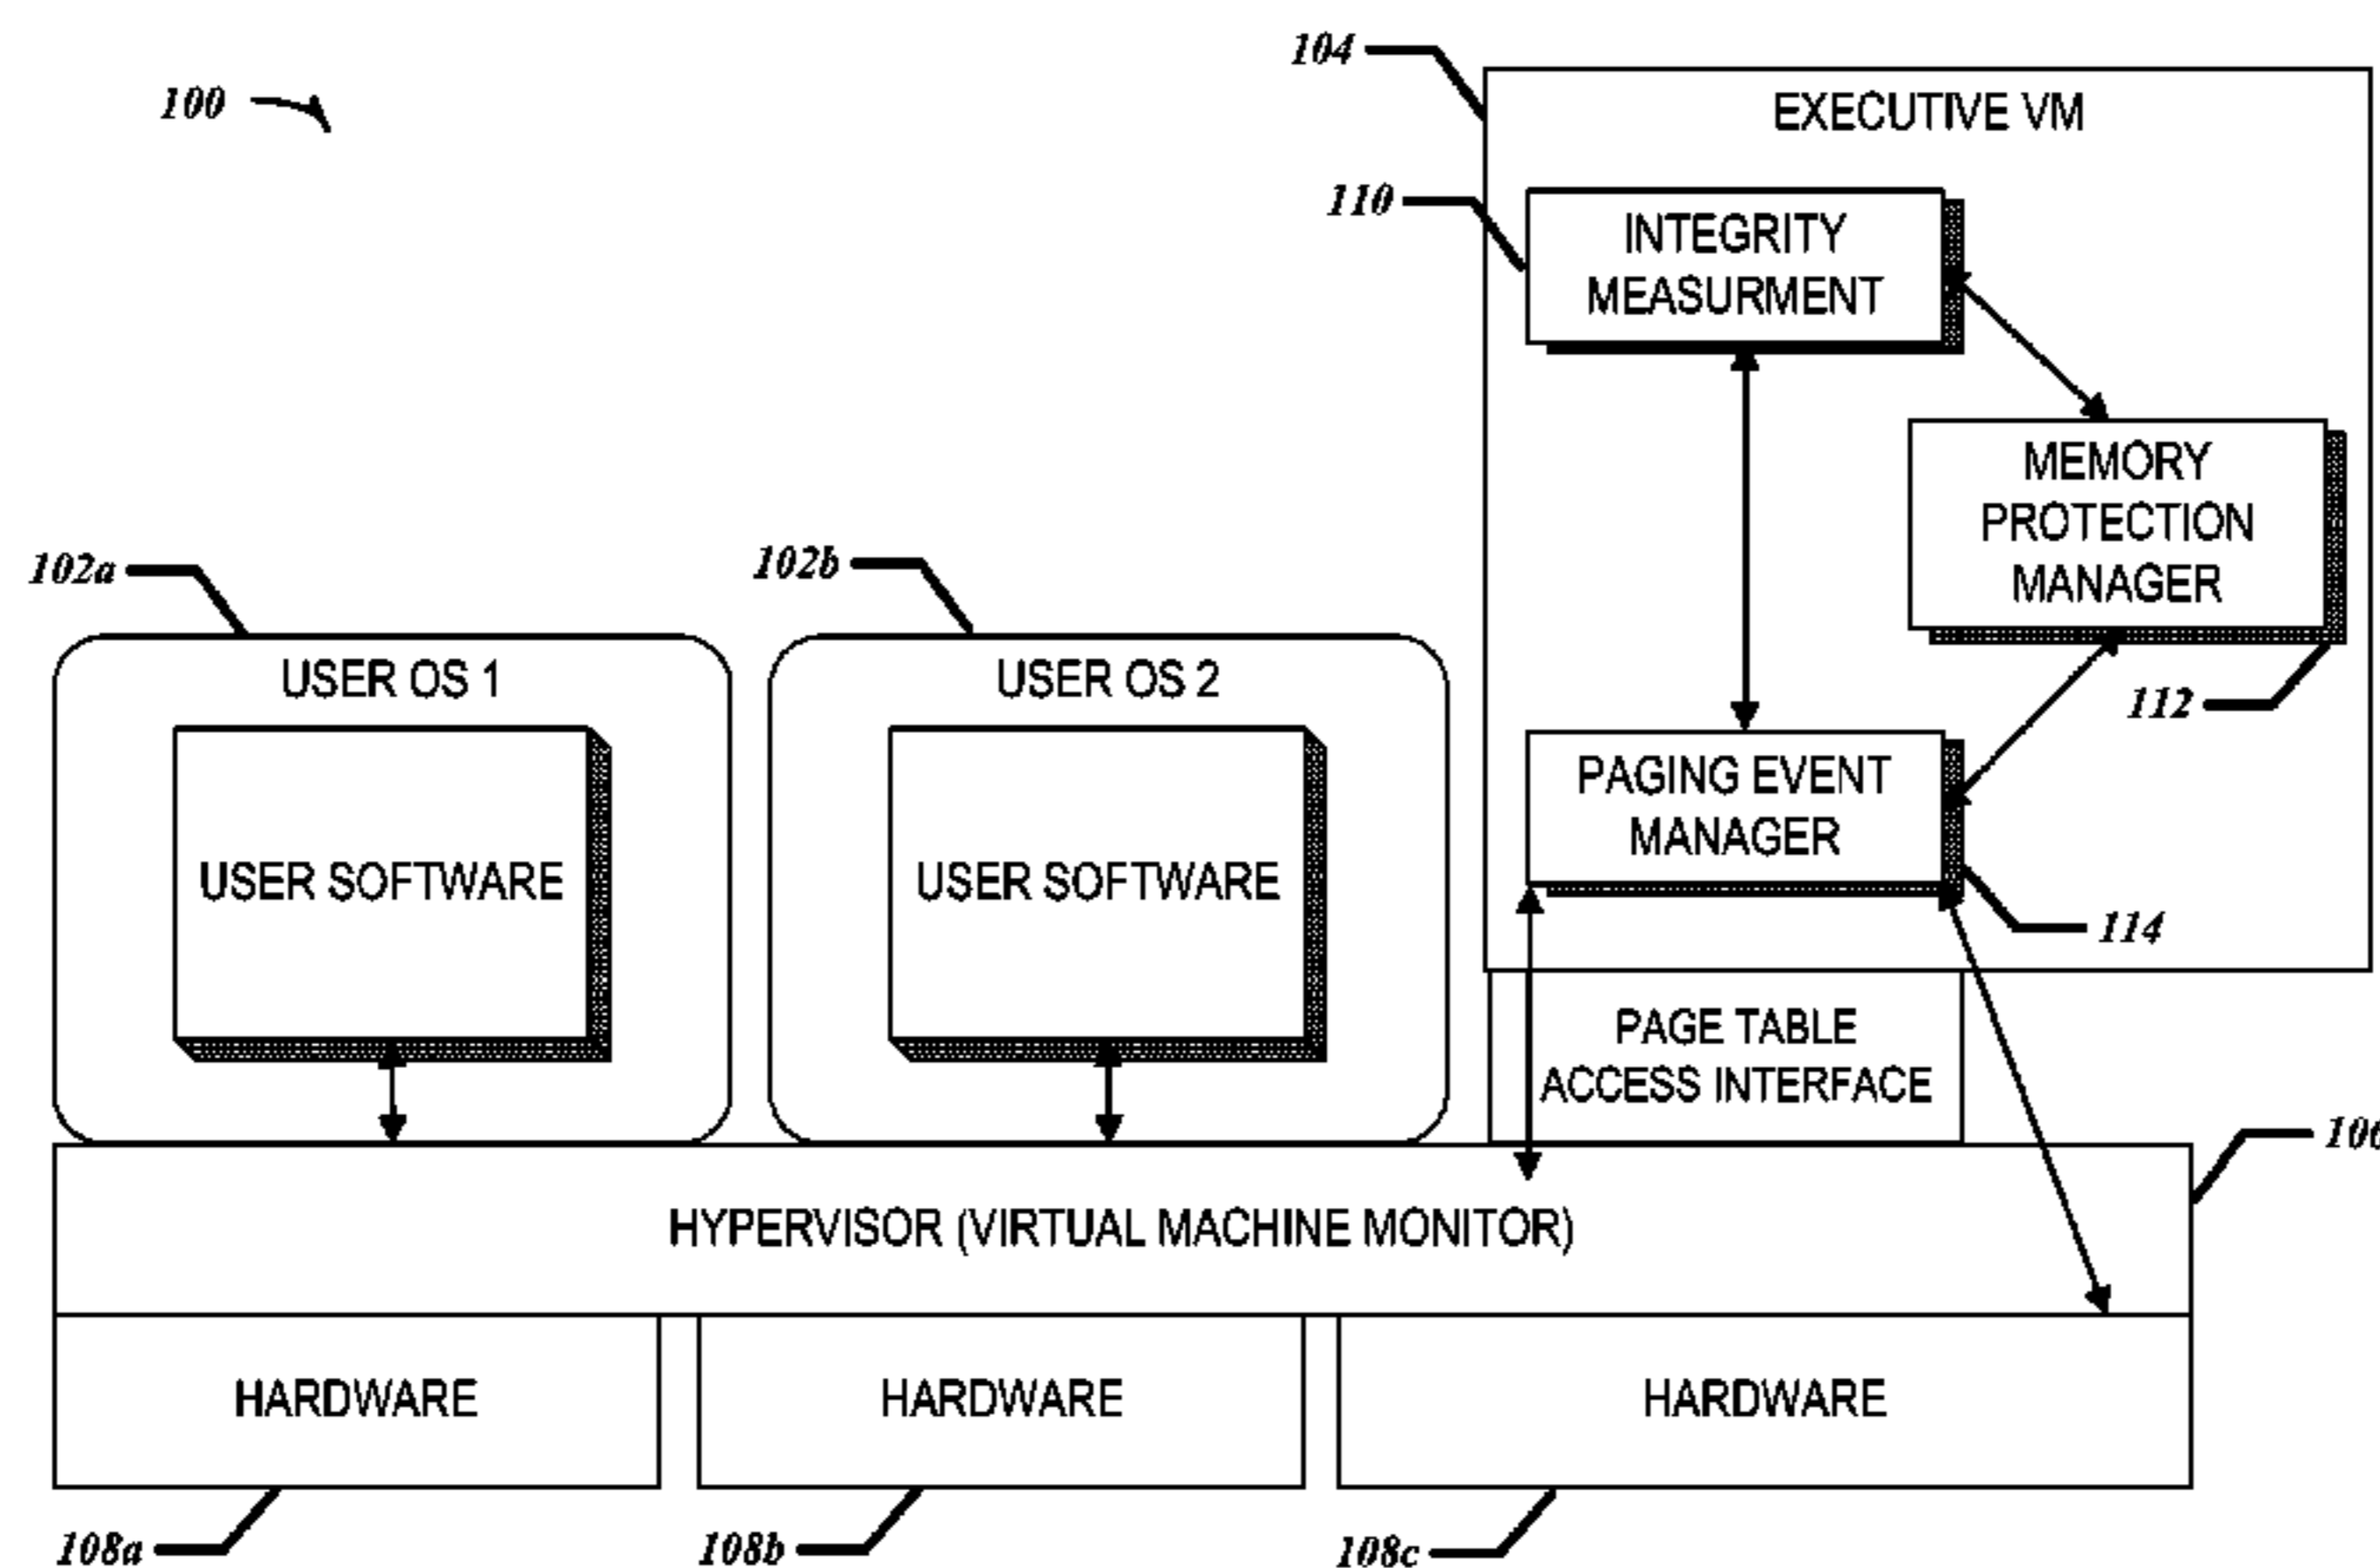 100
104
EXECUTIVE VM
110
INTEGRITY
MEASURMENT
MEMORY
PROTECTION
MANAGER
112
102a
102b
USER OS 1
USER OS 2
USER SOFTWARE
USER SOFTWARE
PAGING EVENT
MANAGER
114
PAGE TABLE
ACCESS INTERFACE
106
HYPERVISOR (VIRTUAL MACHINE MONITOR)
HARDWARE
HARDWARE
HARDWARE
108a
108b
108c